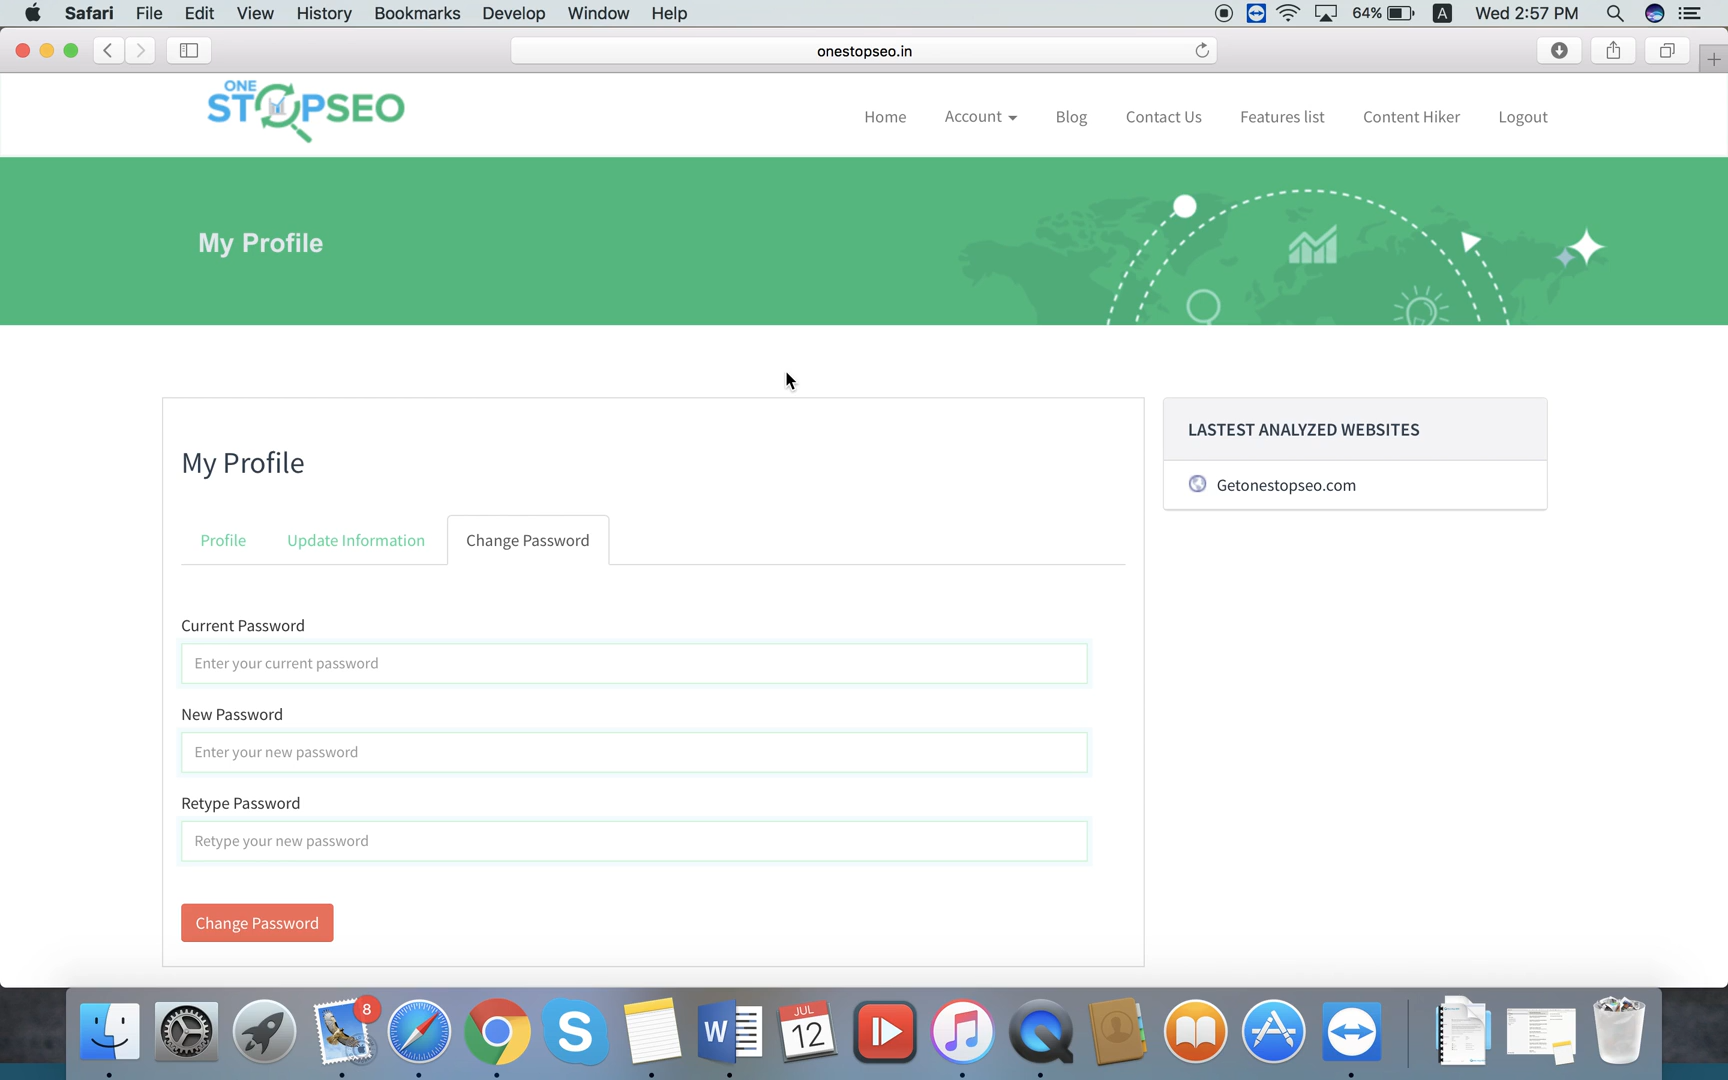 Safari File Edit View History Bookmarks Develop Window Help 64% A Wed 2:57 PM
onestopseo.in
ONE
STOPSEO
Home Account Blog Contact Us Features list Content Hiker Logout
My Profile
LASTEST ANALYZED WEBSITES
Getonestopseo.com
My Profile
Profile Update Information Change Password
Current Password
Enter your current password
New Password
Enter your new password
Retype Password
Retype your new password
Change Password
8
S
W
JUL
12